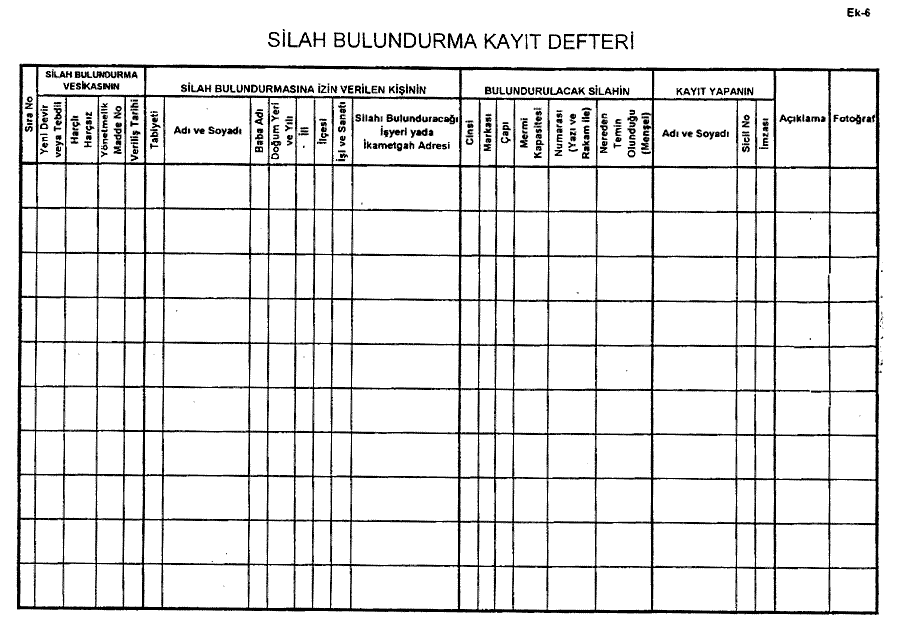 Ek-6
SİLAH BULUNDURMA KAYIT DEFTERİ
Sıra No
SİLAH BULUNDURMA
VESİKASININ
Yeni Devir
veya Tebdili
Harçlı
Harçsız
Yönetmelik
Madde No
Veriliş Tarihi
SİLAH BULUNDURMASINA İZİN VERİLEN KİŞİNİN
Tabiyeti
Adı ve Soyadı
Baba Adı
Doğum Yeri
ve Yılı
İli
İlçesi
İşi ve Sanatı
Silahı Bulunduracağı
İşyeri yada
İkametgah Adresi
BULUNDURULACAK SİLAHIN
Cinsi
Markası
Çapı
Mermi
Kapasitesi
Numarası
(Yazı ve
Rakam ile)
Nereden
Temin
Olunduğu
(Menşei)
KAYIT YAPANIN
Adı ve Soyadı
Sicil No
İmzası
Açıklama
Fotoğraf